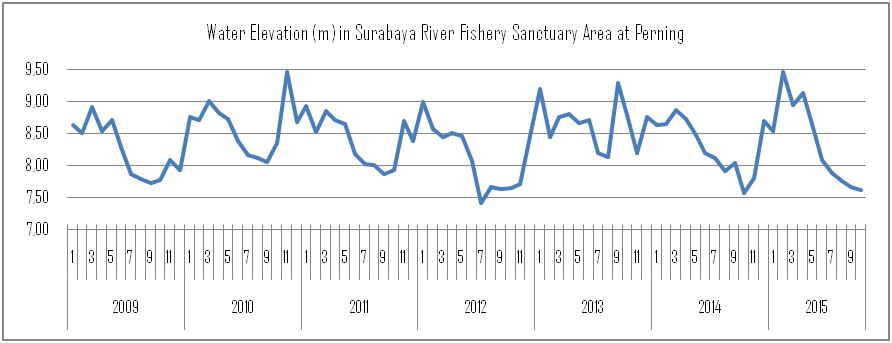 Water Elevation (m) in Surabaya River Fishery Sanctuary Area at Perning
9,50
9,00
8,50
8,00
7,50
7,00
1 3 5 7 9 11 1 3 5 7 9 11 1 3 5 7 9 11 1 3 5 7 9 11 1 3 5 7 9 11 1 3 5 7 9 11 1 3 5 7 9
2009 2010 2011 2012 2013 2014 2015